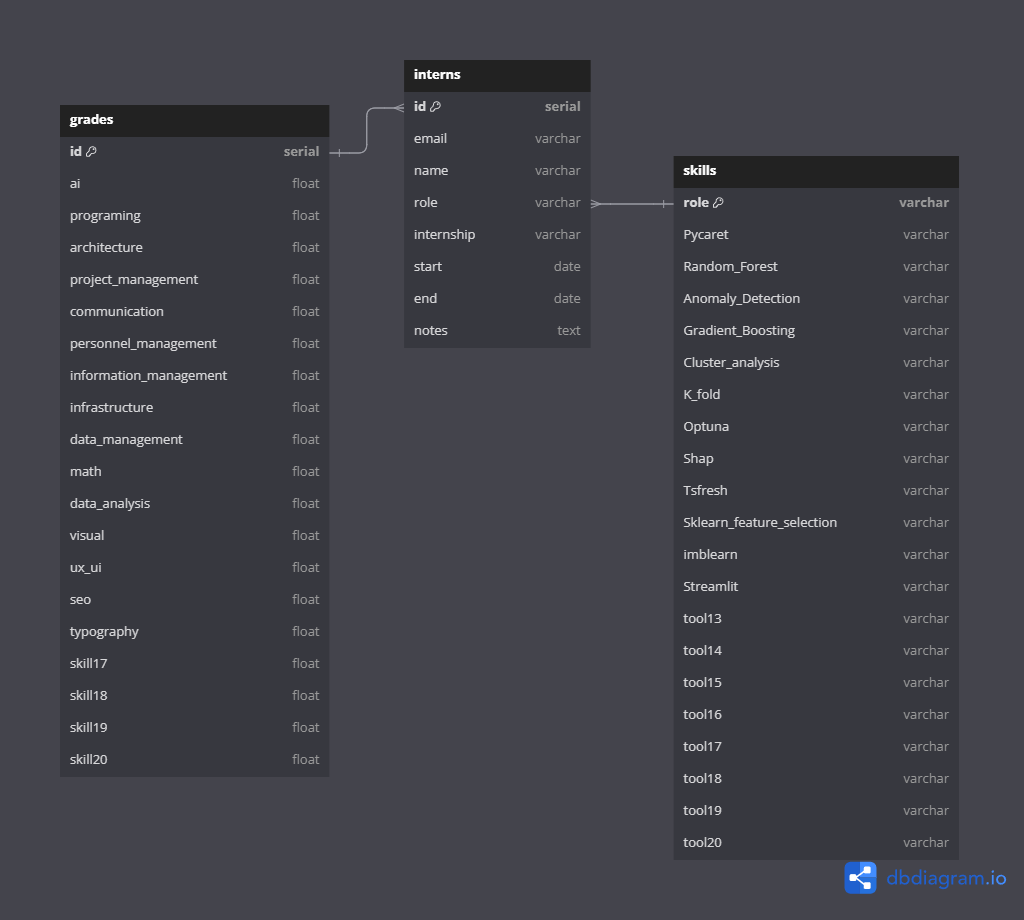 grades
id serial
ai float
programing float
architecture float
project_management float
communication float
personnel_management float
information_management float
infrastructure float
data_management float
math float
data_analysis float
visual float
ux_ui float
seo float
typography float
skill17 float
skill18 float
skill19 float
skill20 float
interns
id serial
email varchar
name varchar
role varchar
internship varchar
start date
end date
notes text
skills
role varchar
Pycaret varchar
Random_Forest varchar
Anomaly_Detection varchar
Gradient_Boosting varchar
Cluster_analysis varchar
K_fold varchar
Optuna varchar
Shap varchar
Tsfresh varchar
Sklearn_feature_selection varchar
imblearn varchar
Streamlit varchar
tool13 varchar
tool14 varchar
tool15 varchar
tool16 varchar
tool17 varchar
tool18 varchar
tool19 varchar
tool20 varchar
dbdiagram.io